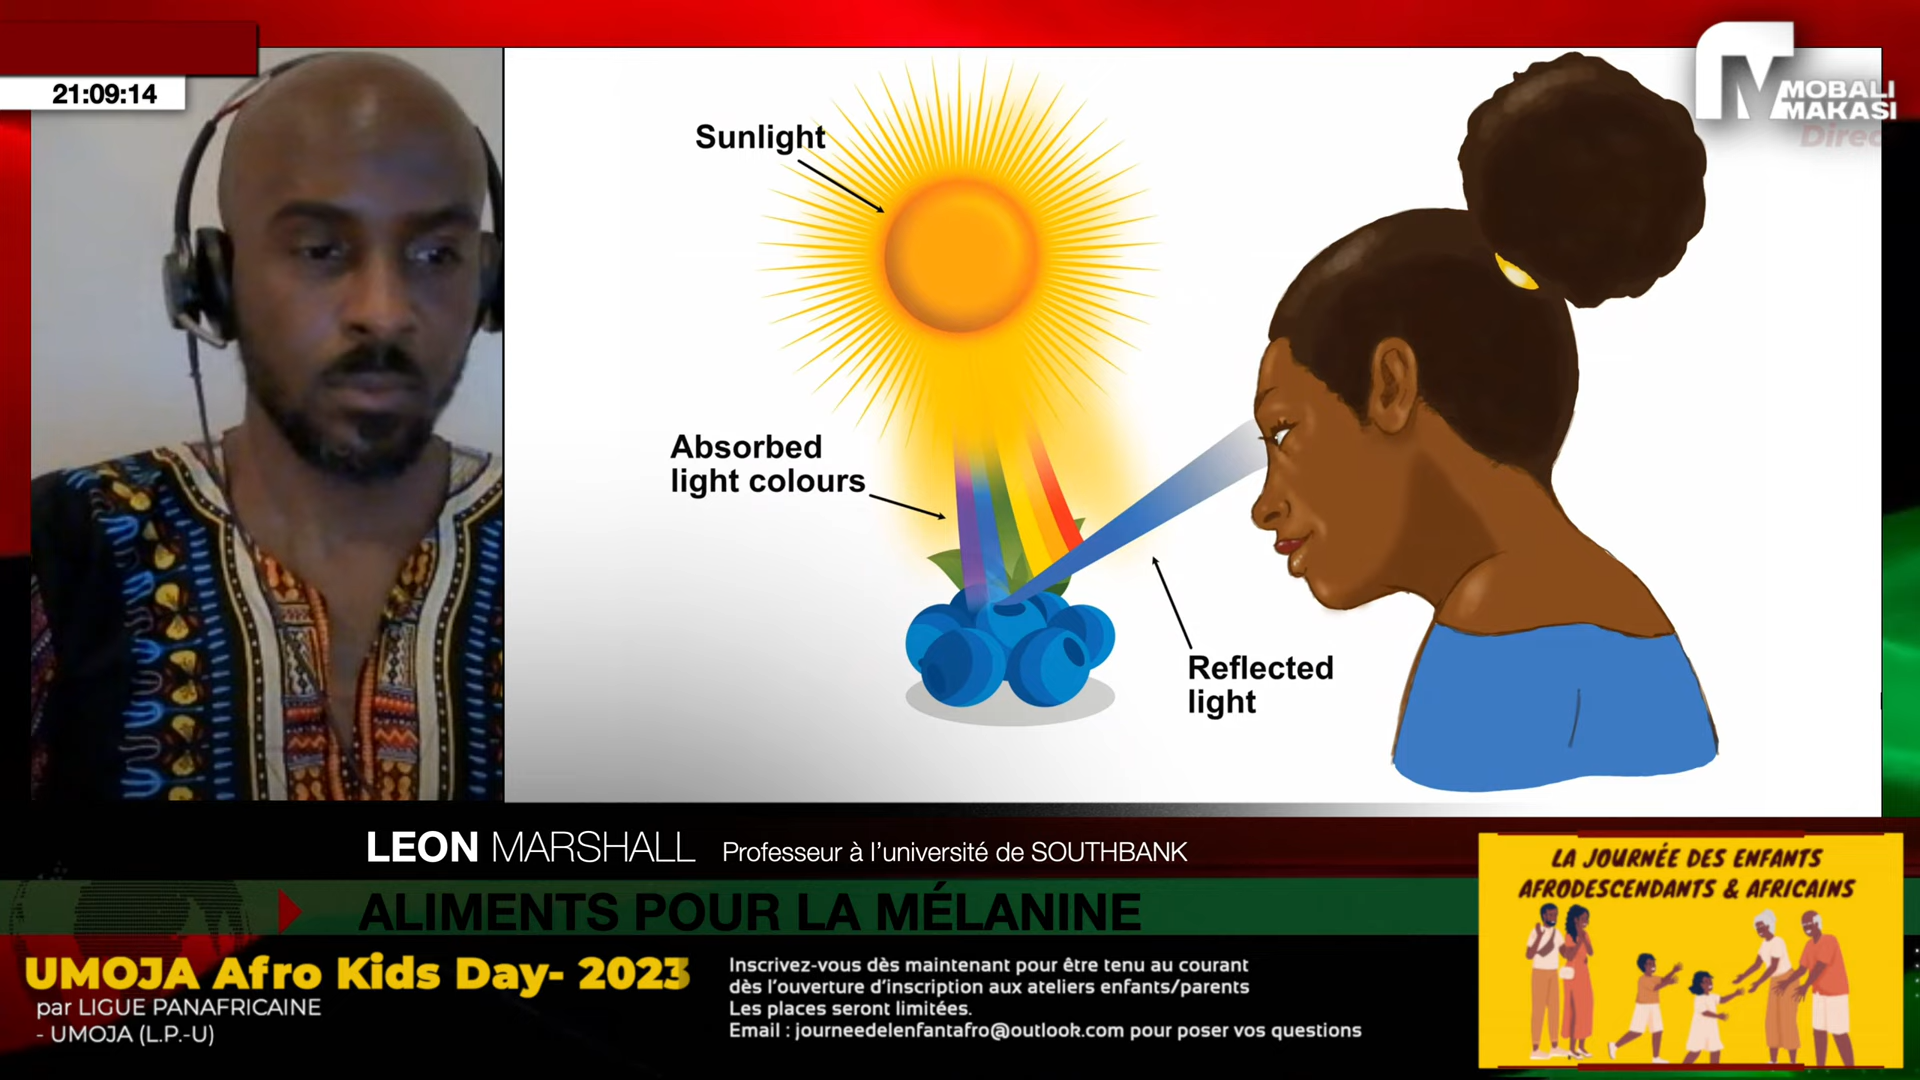 21:09:14
MOBALI
MAKASI
Direc
Sunlight
Absorbed
light colours
Reflected
light
LEON MARSHALL Professeur à l'université de SOUTHBANK
ALIMENTS POUR LA MÉLANINE
UMOJA Afro Kids Day- 2023
par LIGUE PANAFRICAINE
- UMOJA (L.P.-U)
Inscrivez-vous dès maintenant pour être tenu au courant
dès l'ouverture d'inscription aux ateliers enfants/parents
Les places seront limitées.
Email : journeedelenfantafro@outlook.com pour poser vos questions
LA JOURNÉE DES ENFANTS
AFRODESCENDANTS & AFRICAINS